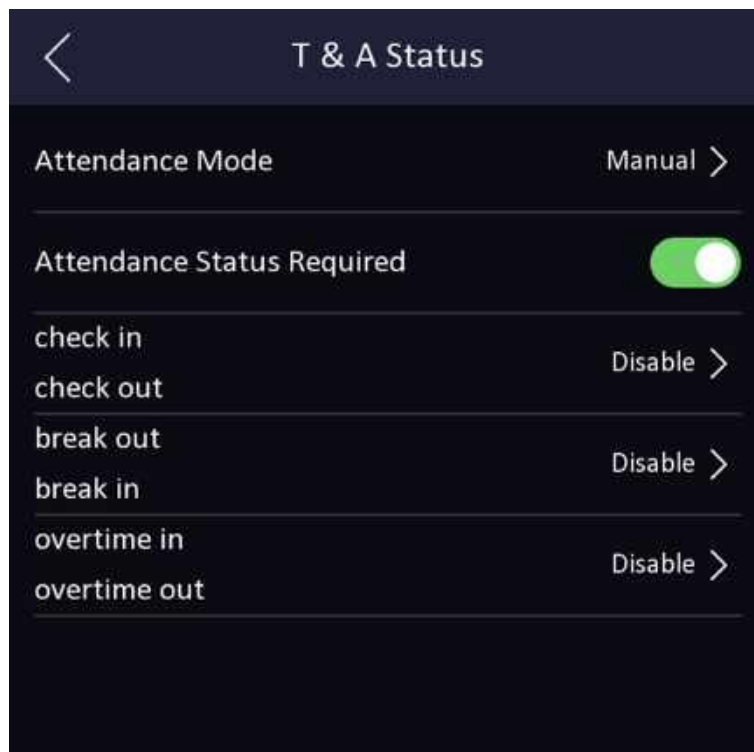 T & A Status
Attendance Mode Manual
Attendance Status Required
check in
check out
Disable
break out
break in
Disable
overtime in
overtime out
Disable